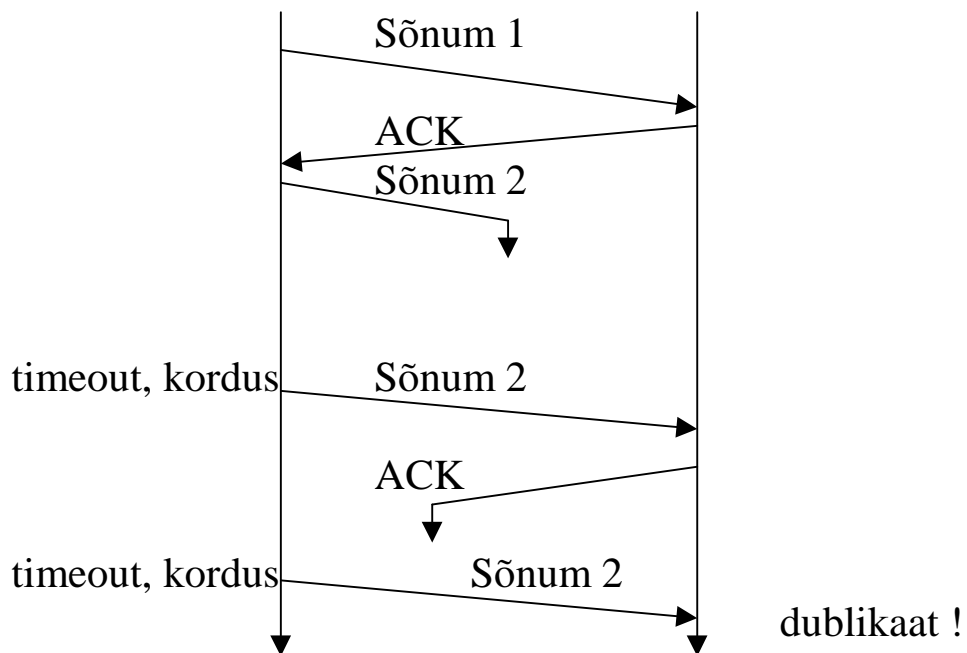 Sõnum 1
ACK
Sõnum 2
timeout, kordus
Sõnum 2
ACK
timeout, kordus
Sõnum 2
dublikaat !